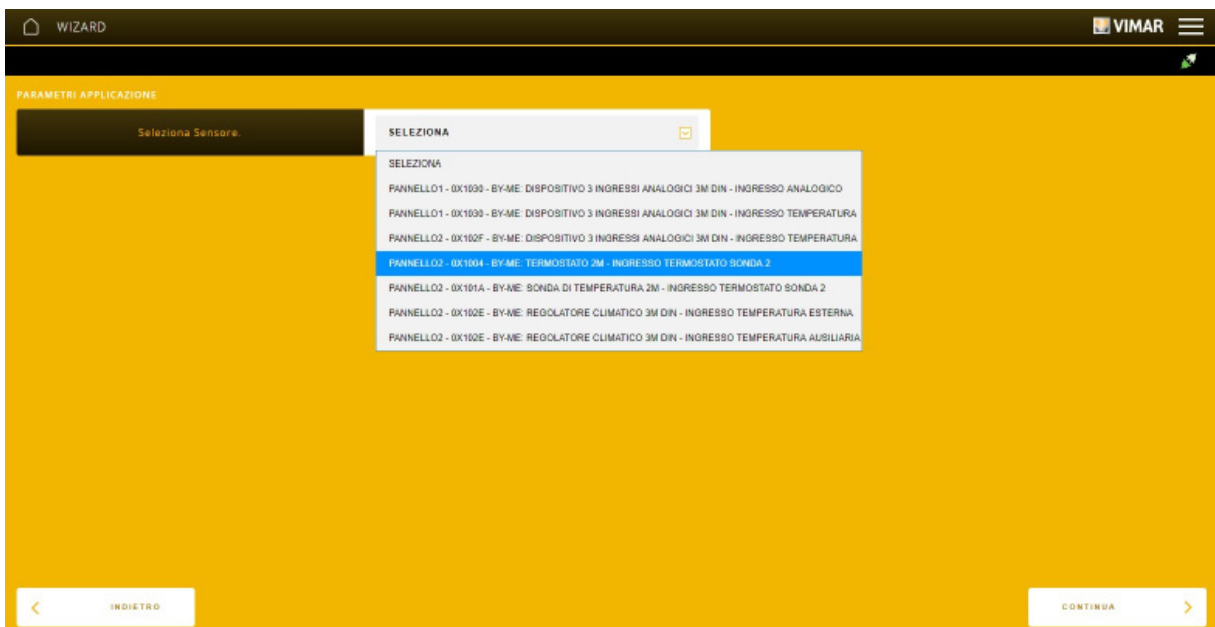 WIZARD
VIMAR
PARAMETRI APPLICAZIONE
Seleziona Sensore.
SELEZIONA
SELEZIONA
PANNELLO1 - 0X1030 - BY-ME: DISPOSITIVO 3 INGRESSI ANALOGICI 3M DIN - INGRESSO ANALOGICO
PANNELLO1 - 0X1030 - BY-ME: DISPOSITIVO 3 INGRESSI ANALOGICI 3M DIN - INGRESSO TEMPERATURA
PANNELLO2 - 0X102F - BY-ME: DISPOSITIVO 3 INGRESSI ANALOGICI 3M DIN - INGRESSO TEMPERATURA
PANNELLO2 - 0X1004 - BY-ME: TERMOSTATO 2M - INGRESSO TERMOSTATO SONDA 2
PANNELLO2 - 0X101A - BY-ME: SONDA DI TEMPERATURA 2M - INGRESSO TERMOSTATO SONDA 2
PANNELLO2 - 0X102E - BY-ME: REGOLATORE CLIMATICO 3M DIN - INGRESSO TEMPERATURA ESTERNA
PANNELLO2 - 0X102E - BY-ME: REGOLATORE CLIMATICO 3M DIN - INGRESSO TEMPERATURA AUSILIARIA
INDIETRO
CONTINUA